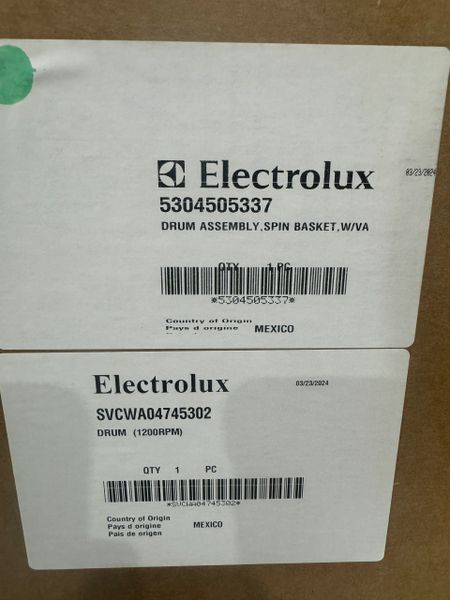 Electrolux
03/23/2024
5304505337
DRUM ASSEMBLY,SPIN BASKET,W/VA
QTY 1 PC
*5304505337*
Country of Origin
Pays d origine MEXICO
Electrolux
03/23/2024
SVCWA04745302
DRUM (1200RPM)
QTY 1 PC
*SVCWA04745302*
Country of Origin
Pays d origine MEXICO
Pais de origen